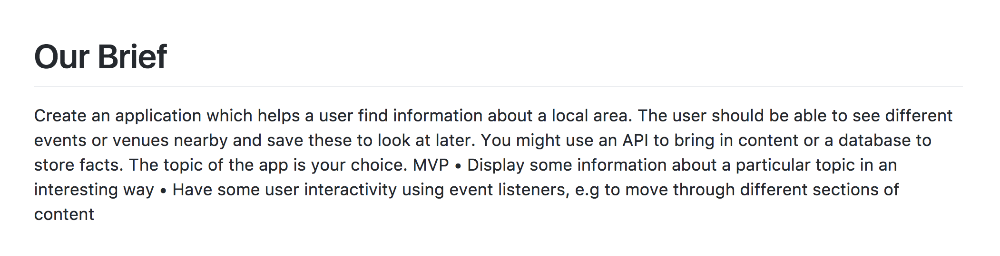 Our Brief
Create an application which helps a user find information about a local area. The user should be able to see different
events or venues nearby and save these to look at later. You might use an API to bring in content or a database to
store facts. The topic of the app is your choice. MVP • Display some information about a particular topic in an
interesting way • Have some user interactivity using event listeners, e.g to move through different sections of
content